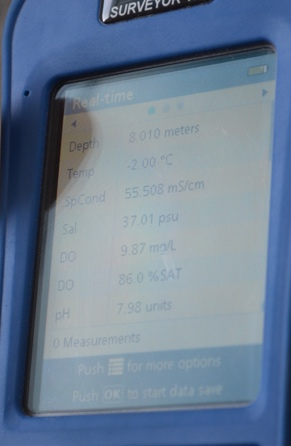 SURVEYOR
Real-time
Depth 8.010 meters
Temp -2.00 °C
SpCond 55.508 mS/cm
Sal 37.01 psu
DO 9.87 mg/L
DO 86.0 %SAT
pH 7.98 units
0 Measurements
Push for more options
Push OK to start data save